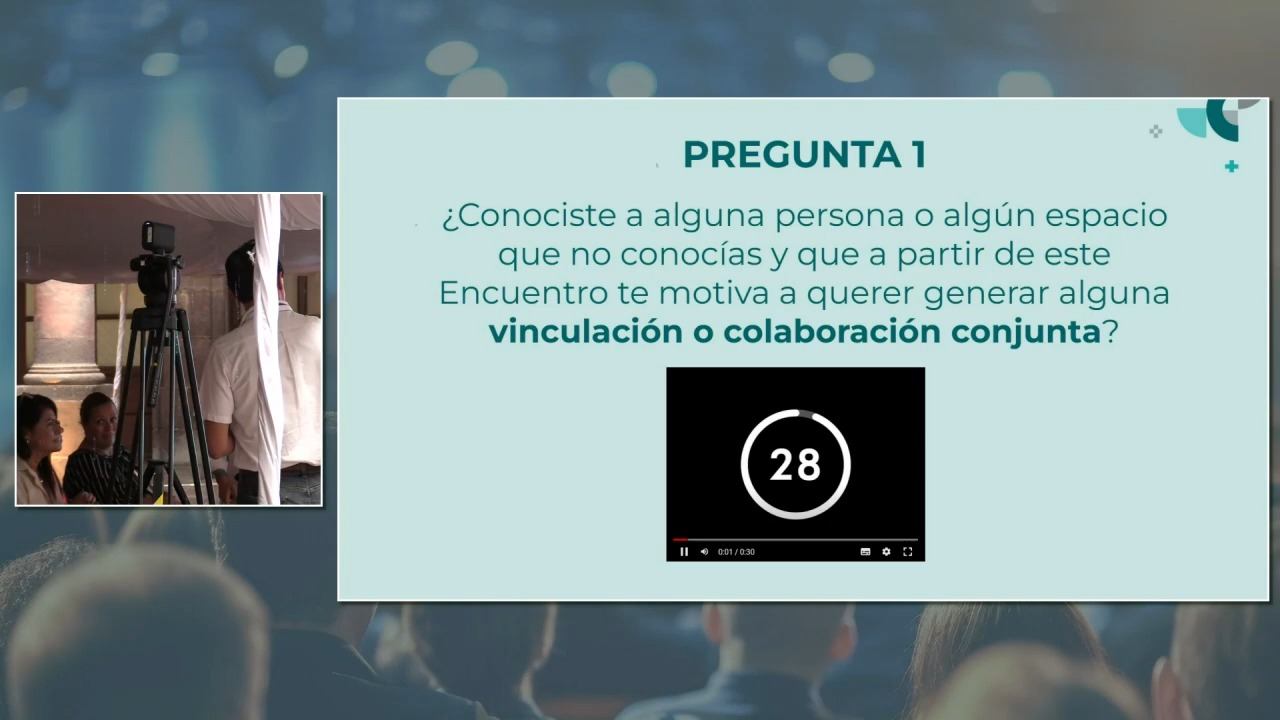 PREGUNTA 1
¿Conociste a alguna persona o algún espacio
que no conocías y que a partir de este
Encuentro te motiva a querer generar alguna
vinculación o colaboración conjunta?
28
0:01 / 0:30